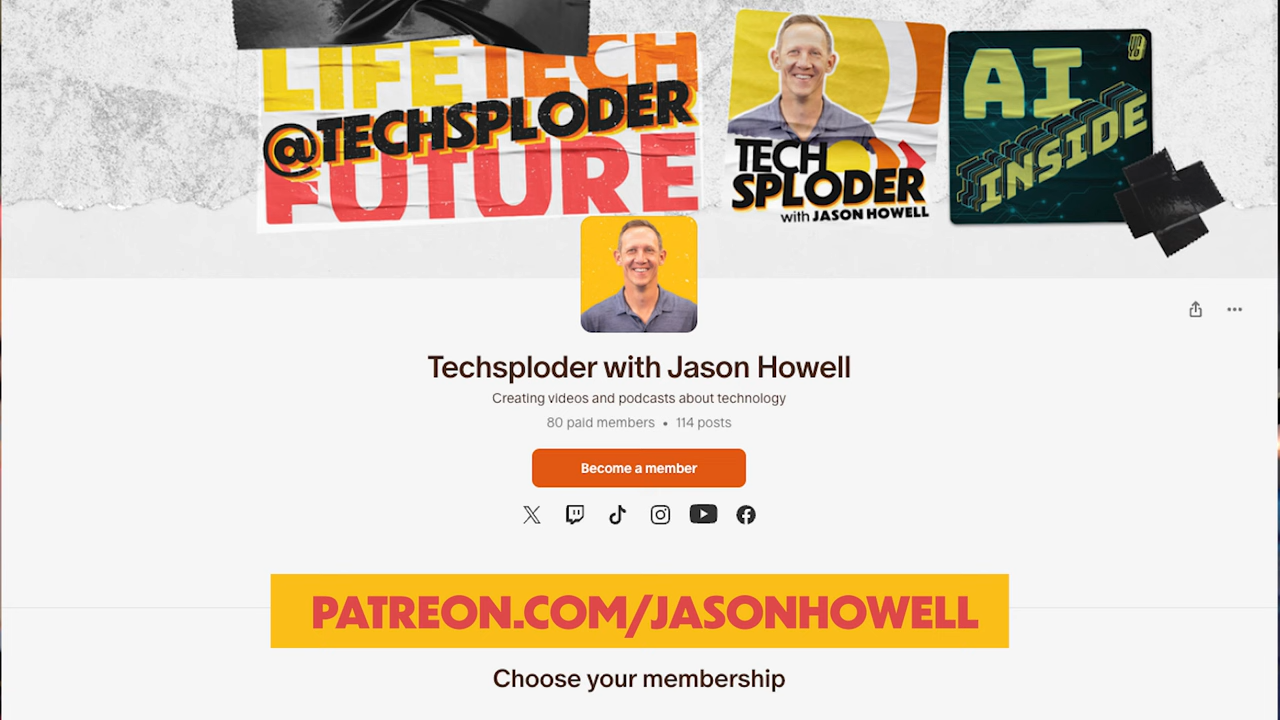 LIFE TECH
@TECHSPLODER
FUTURE
TECH
SPLODER
with JASON HOWELL
AI
INSIDE
Techsploder with Jason Howell
Creating videos and podcasts about technology
80 paid members • 114 posts
Become a member
PATREON.COM/JASONHOWELL
Choose your membership